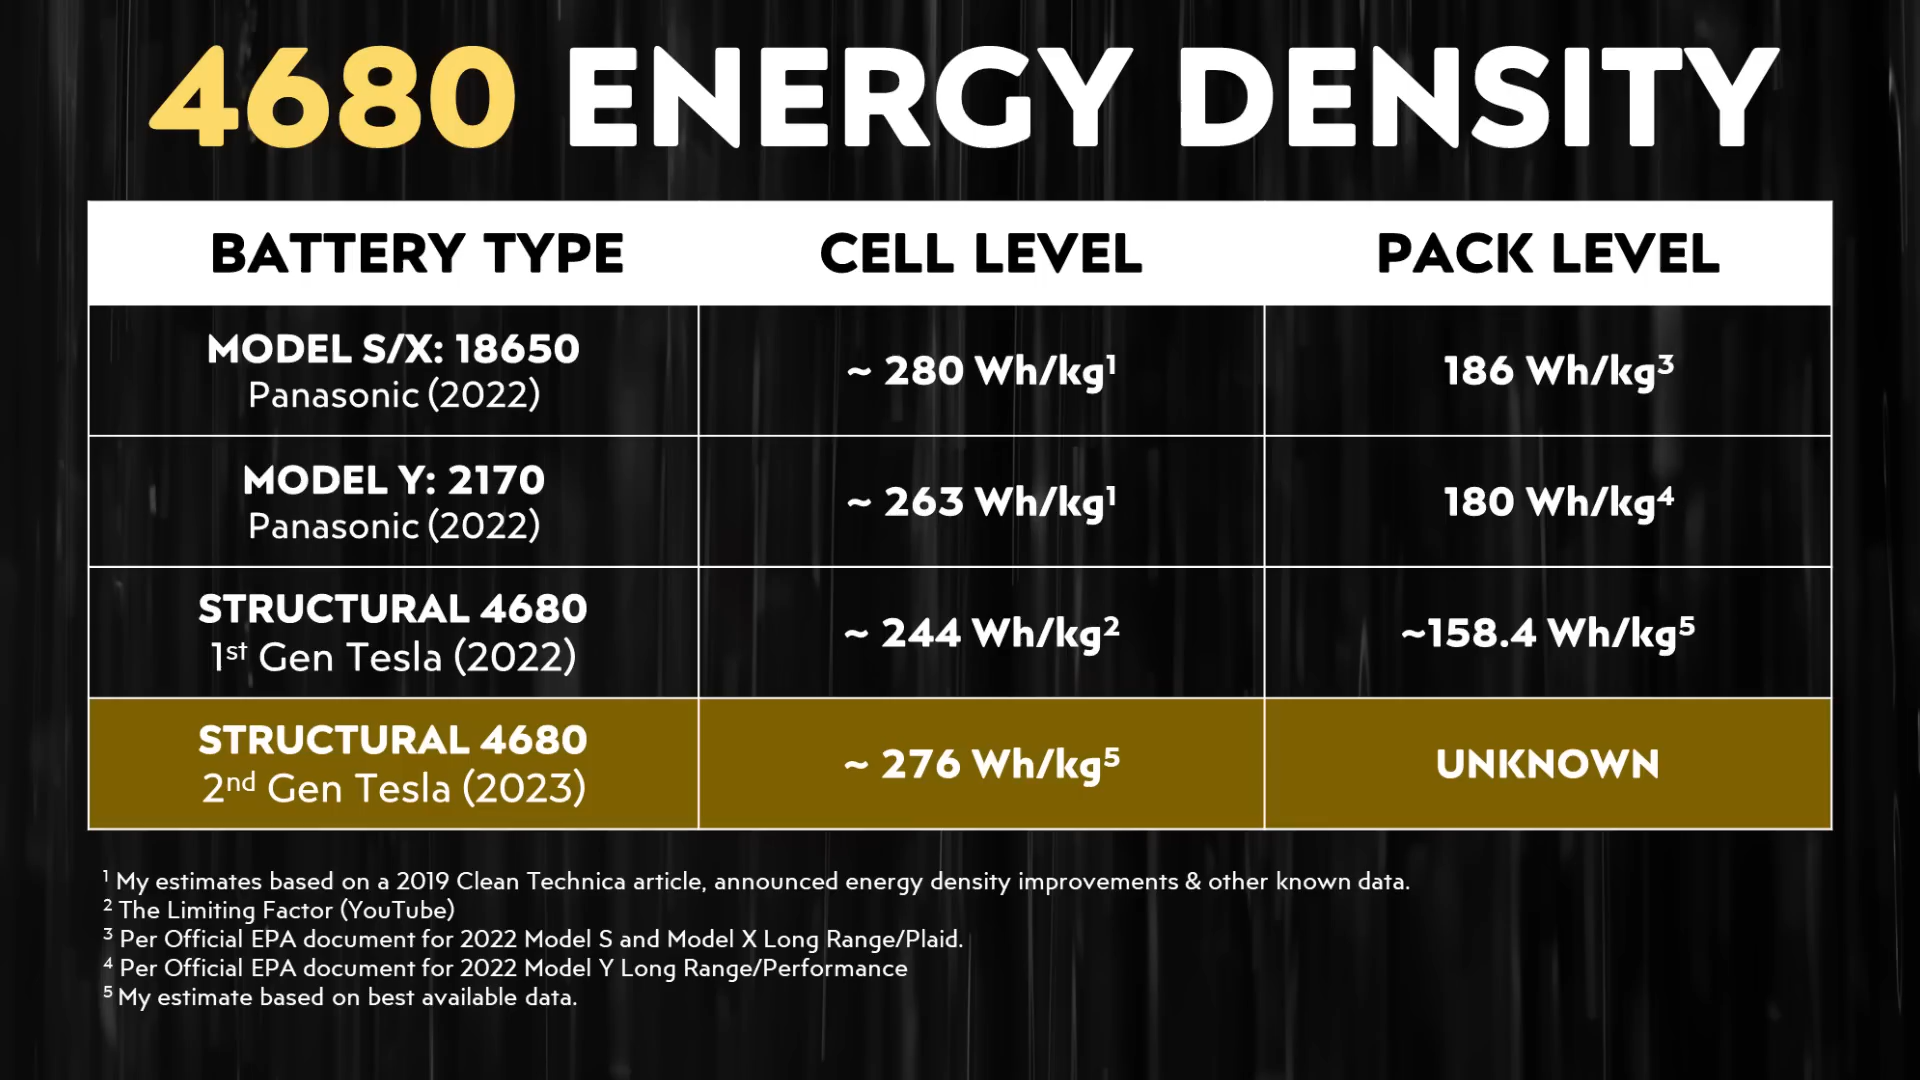 4680 ENERGY DENSITY
BATTERY TYPE CELL LEVEL PACK LEVEL
MODEL S/X: 18650
Panasonic (2022)
~ 280 Wh/kg¹ 186 Wh/kg³
MODEL Y: 2170
Panasonic (2022)
~ 263 Wh/kg¹ 180 Wh/kg⁴
STRUCTURAL 4680
1st Gen Tesla (2022)
~ 244 Wh/kg² ~158.4 Wh/kg⁵
STRUCTURAL 4680
2nd Gen Tesla (2023)
~ 276 Wh/kg⁵ UNKNOWN
¹ My estimates based on a 2019 Clean Technica article, announced energy density improvements & other known data.
² The Limiting Factor (YouTube)
³ Per Official EPA document for 2022 Model S and Model X Long Range/Plaid.
⁴ Per Official EPA document for 2022 Model Y Long Range/Performance
⁵ My estimate based on best available data.